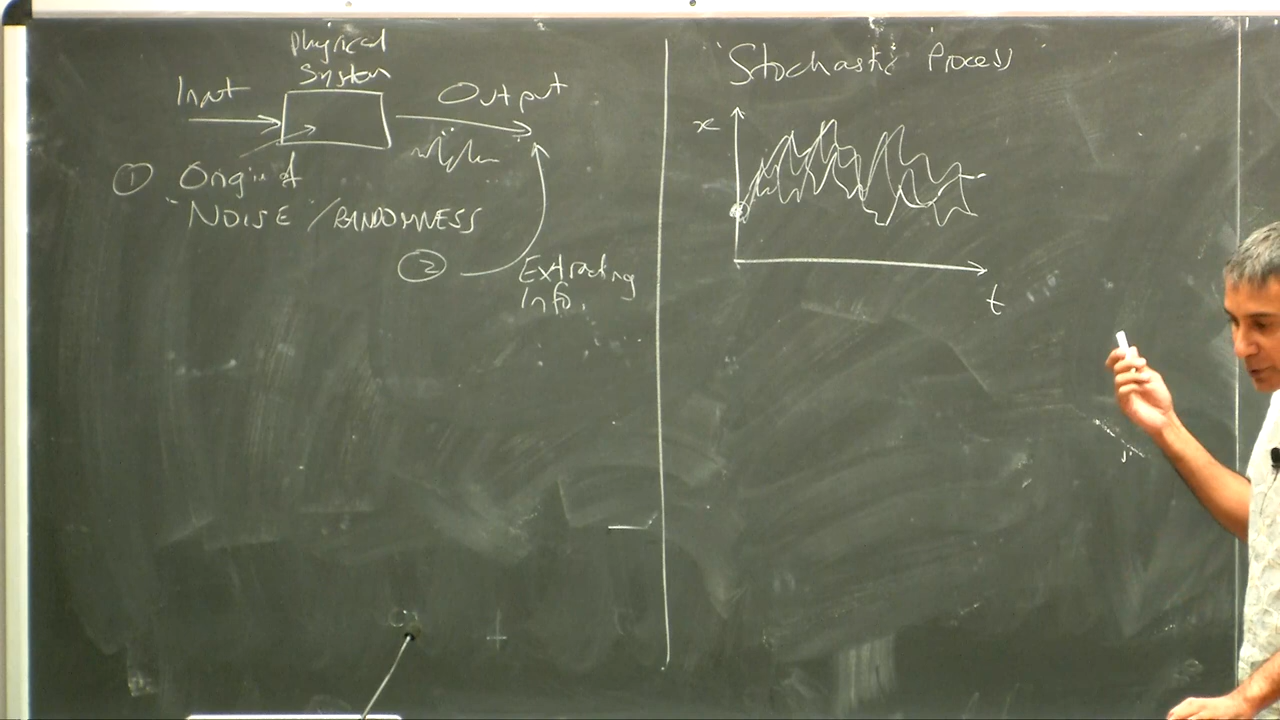 Physical
System
Input
Output
① Origin of
"NOISE"/RANDOMNESS
② Extracting
Info.
"Stochastic Process"
x
t